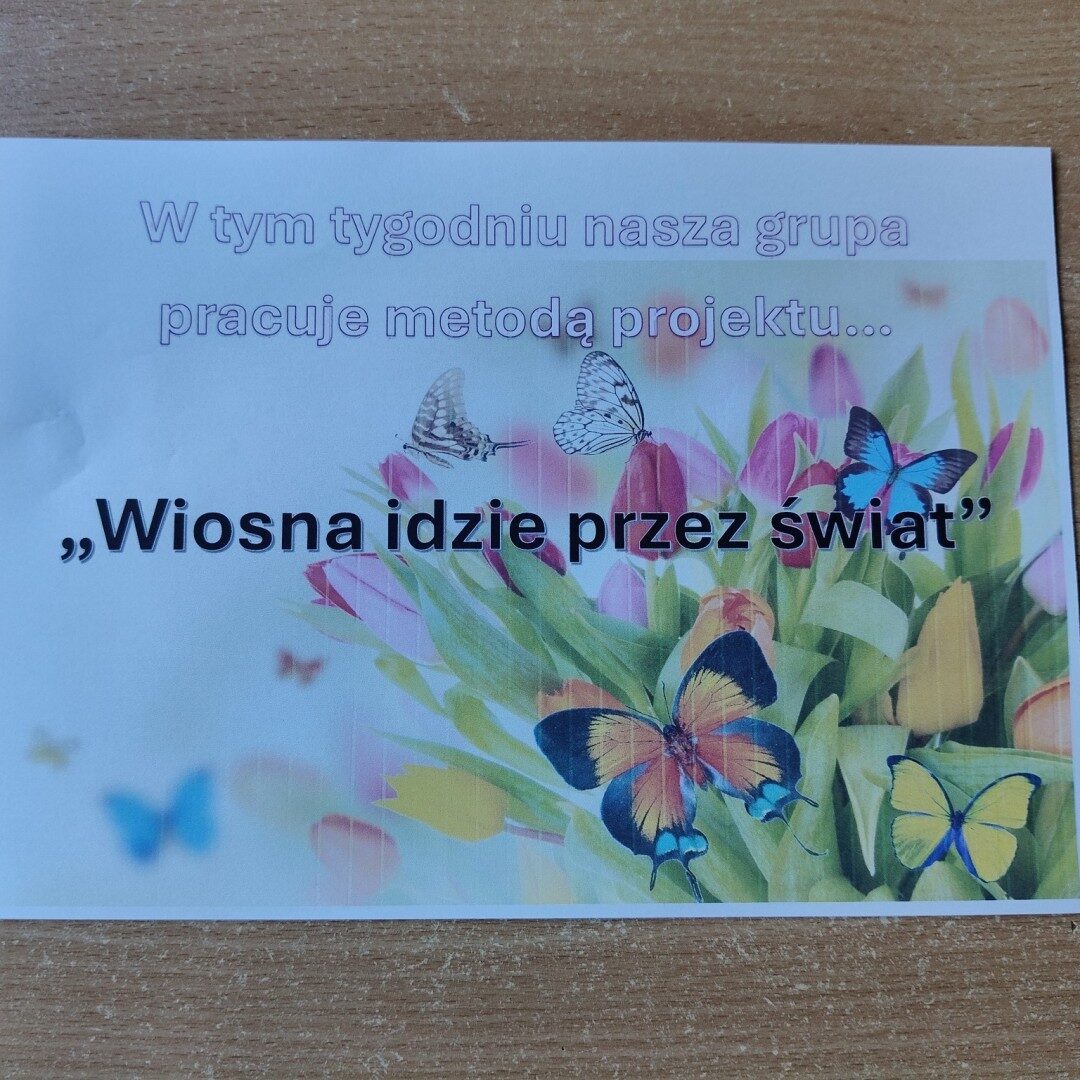 W tym tygodniu nasza grupa
pracuje metodą projektu...
„Wiosna idzie przez świat”